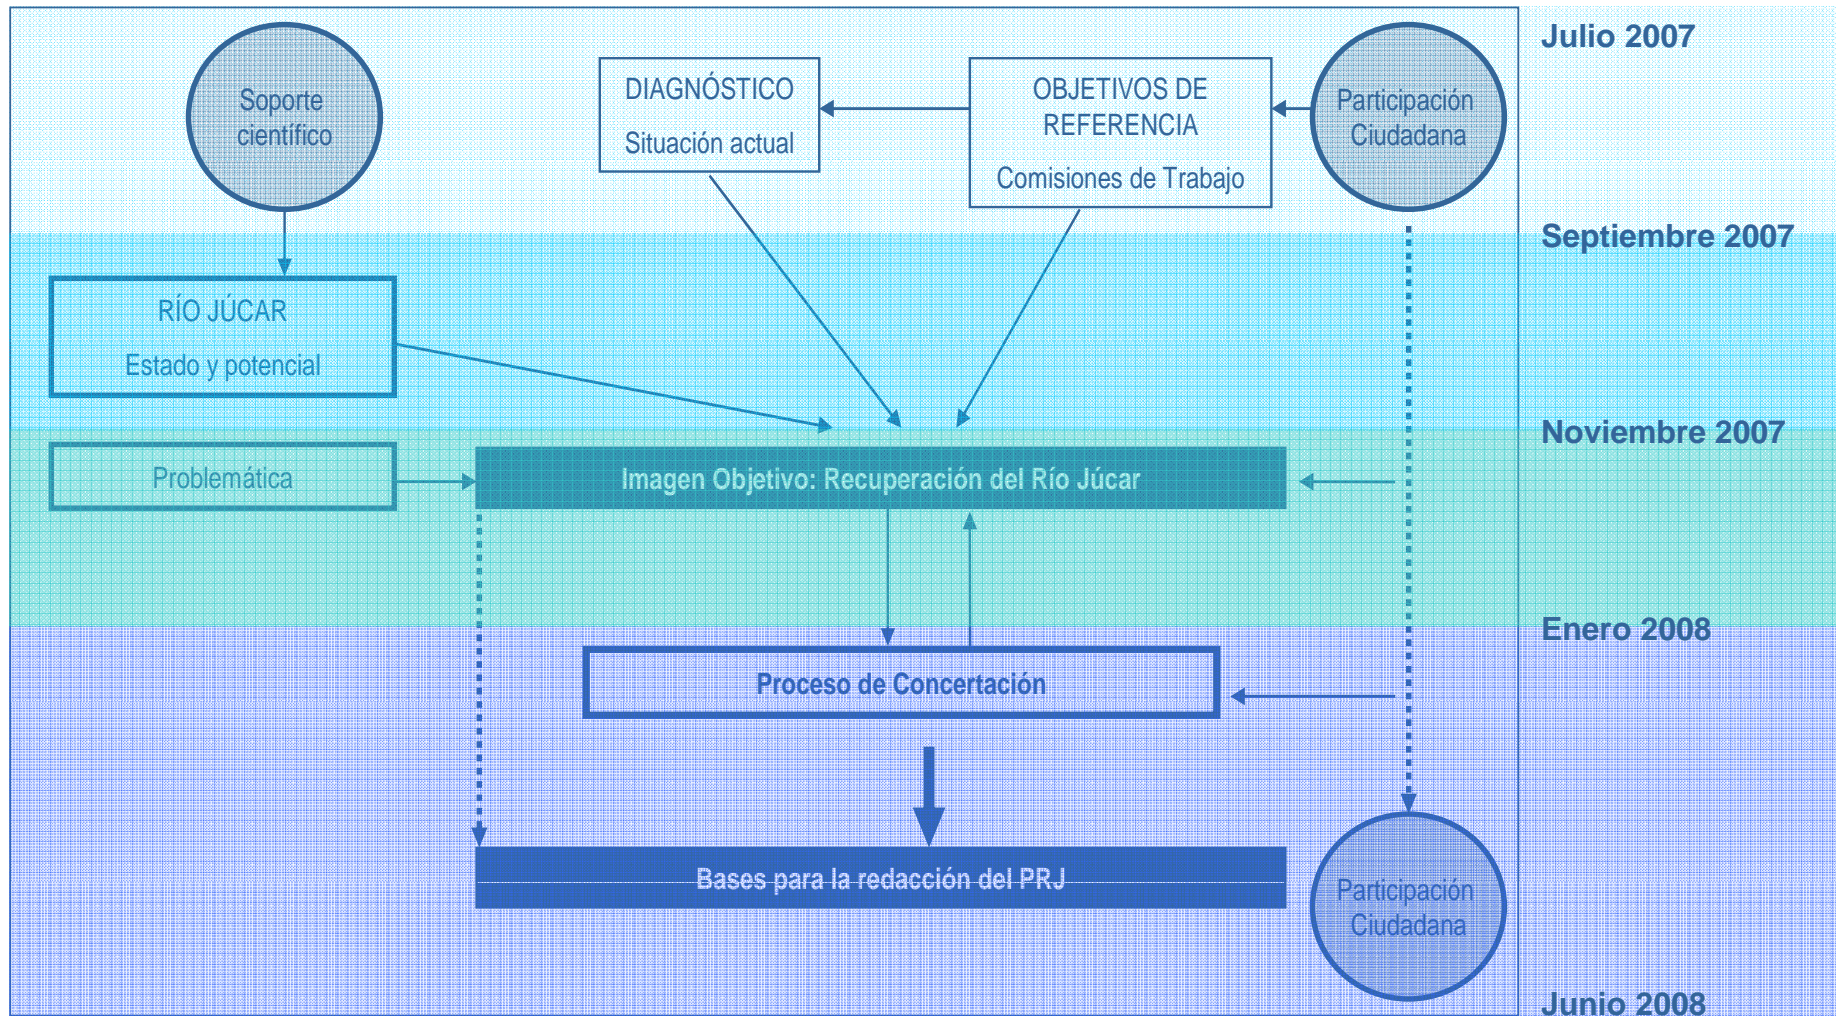 Julio 2007
Soporte
científico
DIAGNÓSTICO
Situación actual
OBJETIVOS DE
REFERENCIA
Comisiones de Trabajo
Participación
Ciudadana
Septiembre 2007
RÍO JÚCAR
Estado y potencial
Noviembre 2007
Problemática
Imagen Objetivo: Recuperación del Río Júcar
Enero 2008
Proceso de Concertación
Bases para la redacción del PRJ
Participación
Ciudadana
Junio 2008